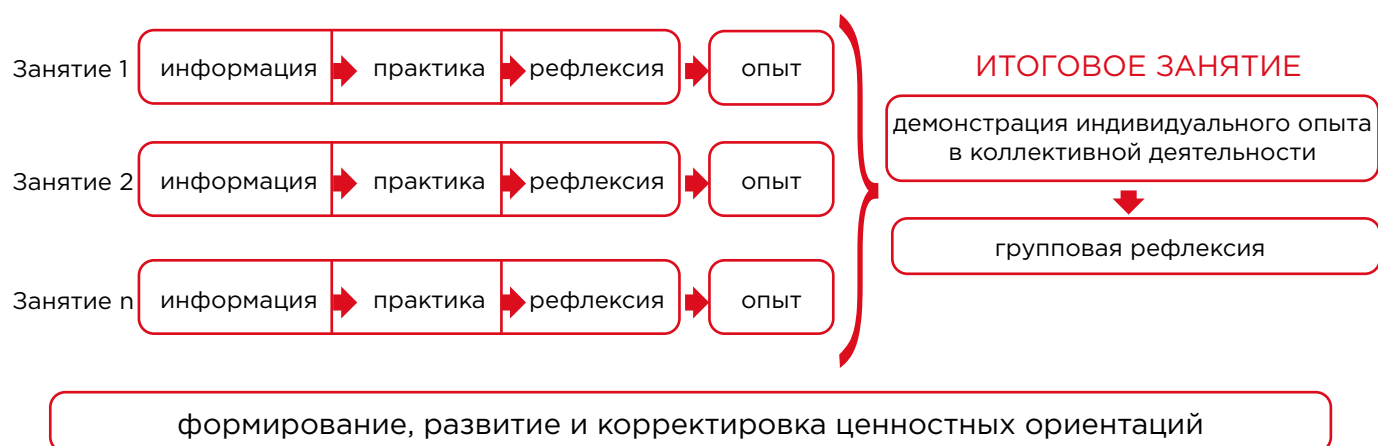 Занятие 1 информация практика рефлексия опыт
Занятие 2 информация практика рефлексия опыт
Занятие n информация практика рефлексия опыт
ИТОГОВОЕ ЗАНЯТИЕ
демонстрация индивидуального опыта
в коллективной деятельности
групповая рефлексия
формирование, развитие и корректировка ценностных ориентаций